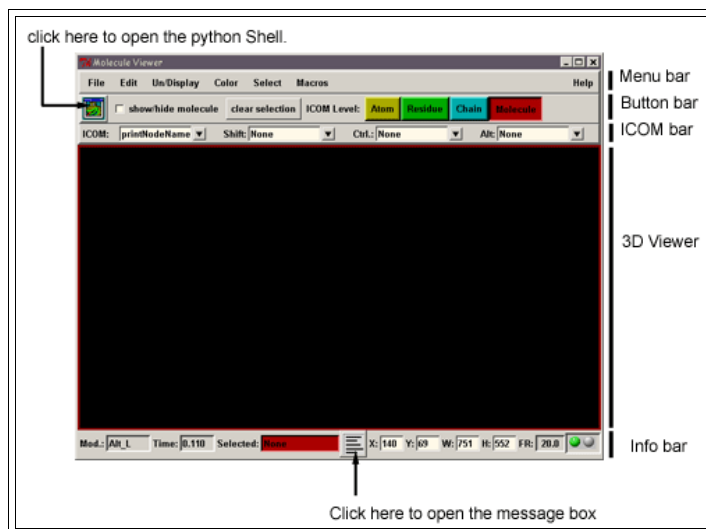 click here to open the python Shell.
Molecule Viewer
File Edit Un/Display Color Select Macros Help
Menu bar
show/hide molecule clear selection ICOM Level: Atom Residue Chain Molecule
Button bar
ICOM: printNodeName Shift: None Ctrl.: None Alt: None
ICOM bar
3D Viewer
Mod.: Alt_L Time: 0.110 Selected: None X: 140 Y: 69 W: 751 H: 552 FR: 20.0
Info bar
Click here to open the message box